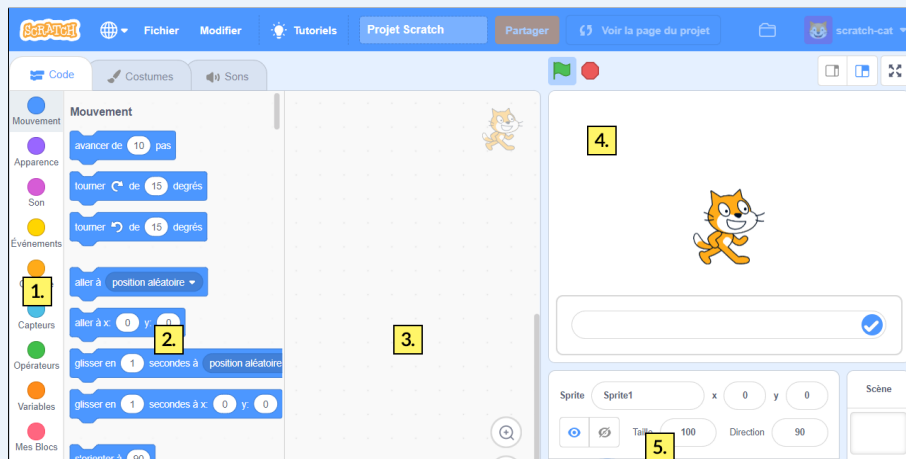 SCRATCH Fichier Modifier Tutoriels Projet Scratch Partager Voir la page du projet scratch-cat
Code Costumes Sons
Mouvement
Apparence
Son
Événements
1.
Capteurs
Opérateurs
Variables
Mes Blocs
Mouvement
avancer de 10 pas
tourner de 15 degrés
tourner de 15 degrés
aller à position aléatoire
aller à x: 0 y: 0
2.
glisser en 1 secondes à position aléatoire
glisser en 1 secondes à x: 0 y: 0
s'orienter à 90
3.
4.
Sprite Sprite1 x 0 y 0
Taille 100 Direction 90
5.
Scène